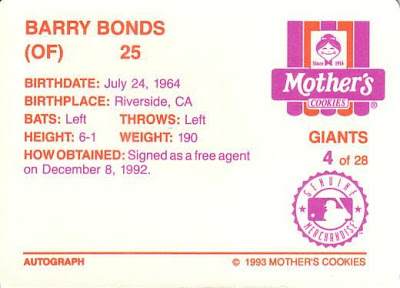 BARRY BONDS
(OF) 25
BIRTHDATE: July 24, 1964
BIRTHPLACE: Riverside, CA
BATS: Left THROWS: Left
HEIGHT: 6-1 WEIGHT: 190
HOW OBTAINED: Signed as a free agent
on December 8, 1992.
Since 1914
Mother's
COOKIES
®
GIANTS
4 of 28
GENUINE
MERCHANDISE
AUTOGRAPH
© 1993 MOTHER'S COOKIES